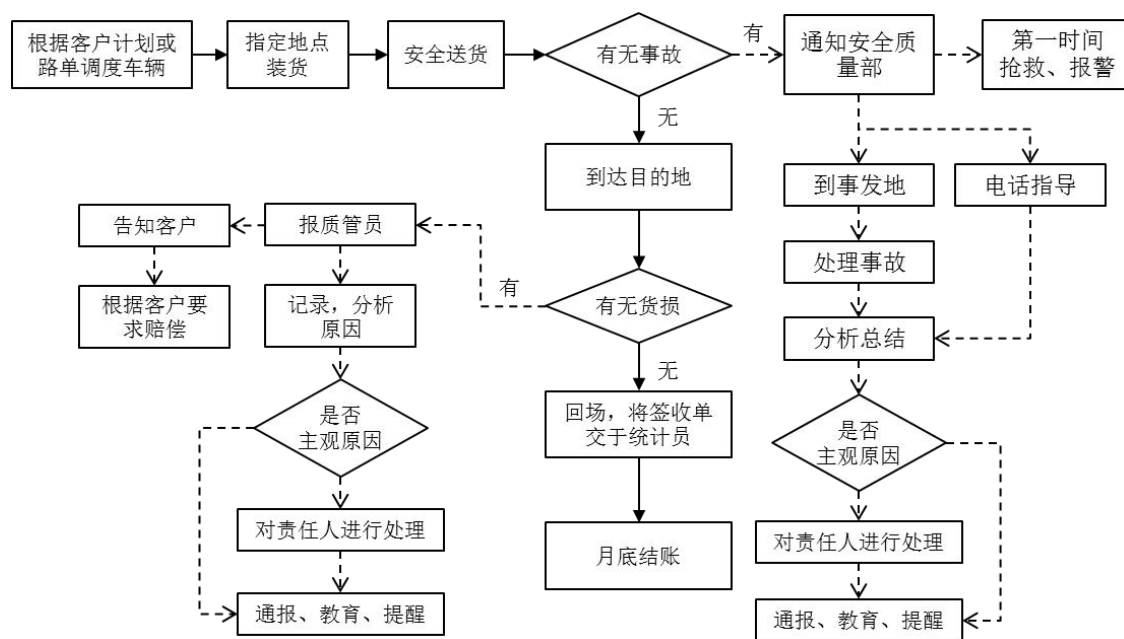 根据客户计划或
路单调度车辆
指定地点
装货
安全送货
有无事故
有
通知安全质
量部
第一时间
抢救、报警
无
到达目的地
到事发地
电话指导
告知客户
报质管员
处理事故
根据客户要
求赔偿
记录，分析
原因
有
有无货损
分析总结
无
是否
主观原因
回场，将签收单
交于统计员
是否
主观原因
对责任人进行处理
月底结账
对责任人进行处理
通报、教育、提醒
通报、教育、提醒